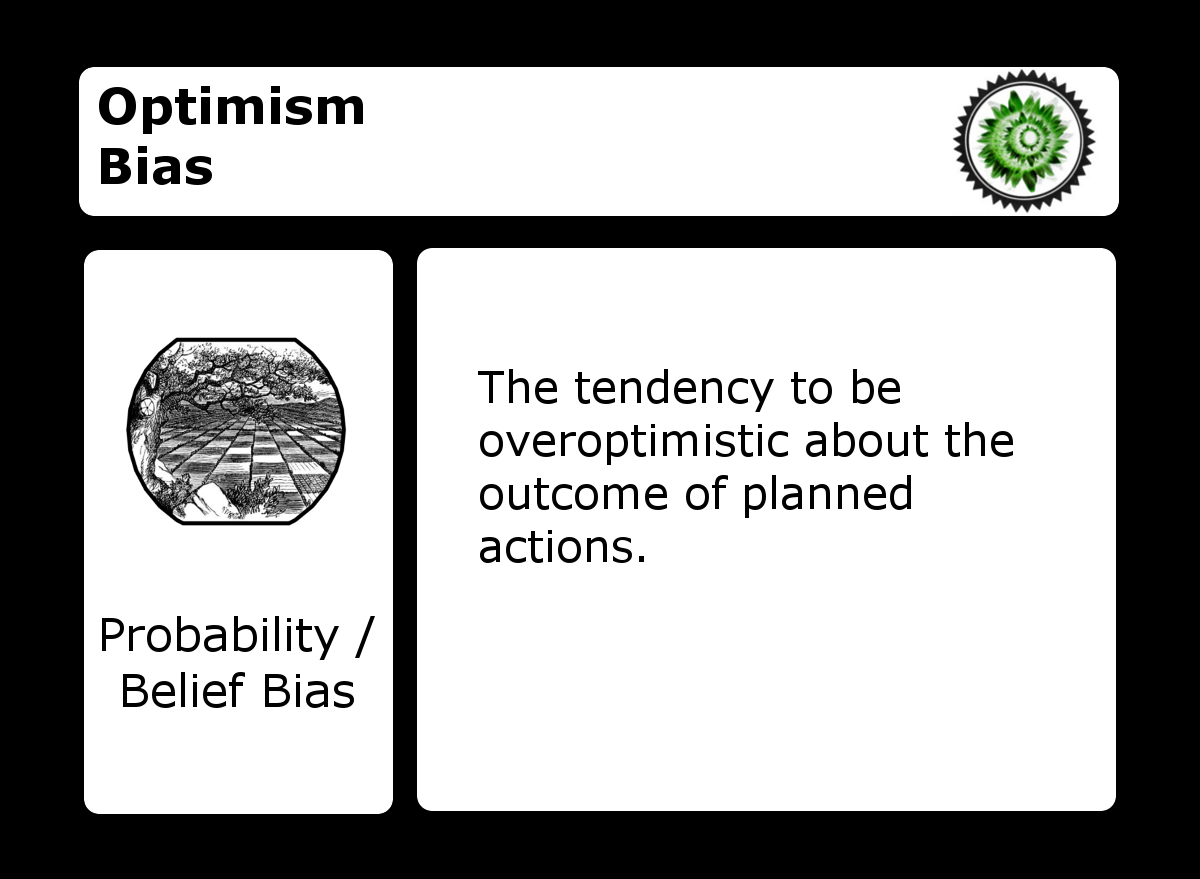 Optimism
Bias
Probability /
Belief Bias
The tendency to be
overoptimistic about the
outcome of planned
actions.